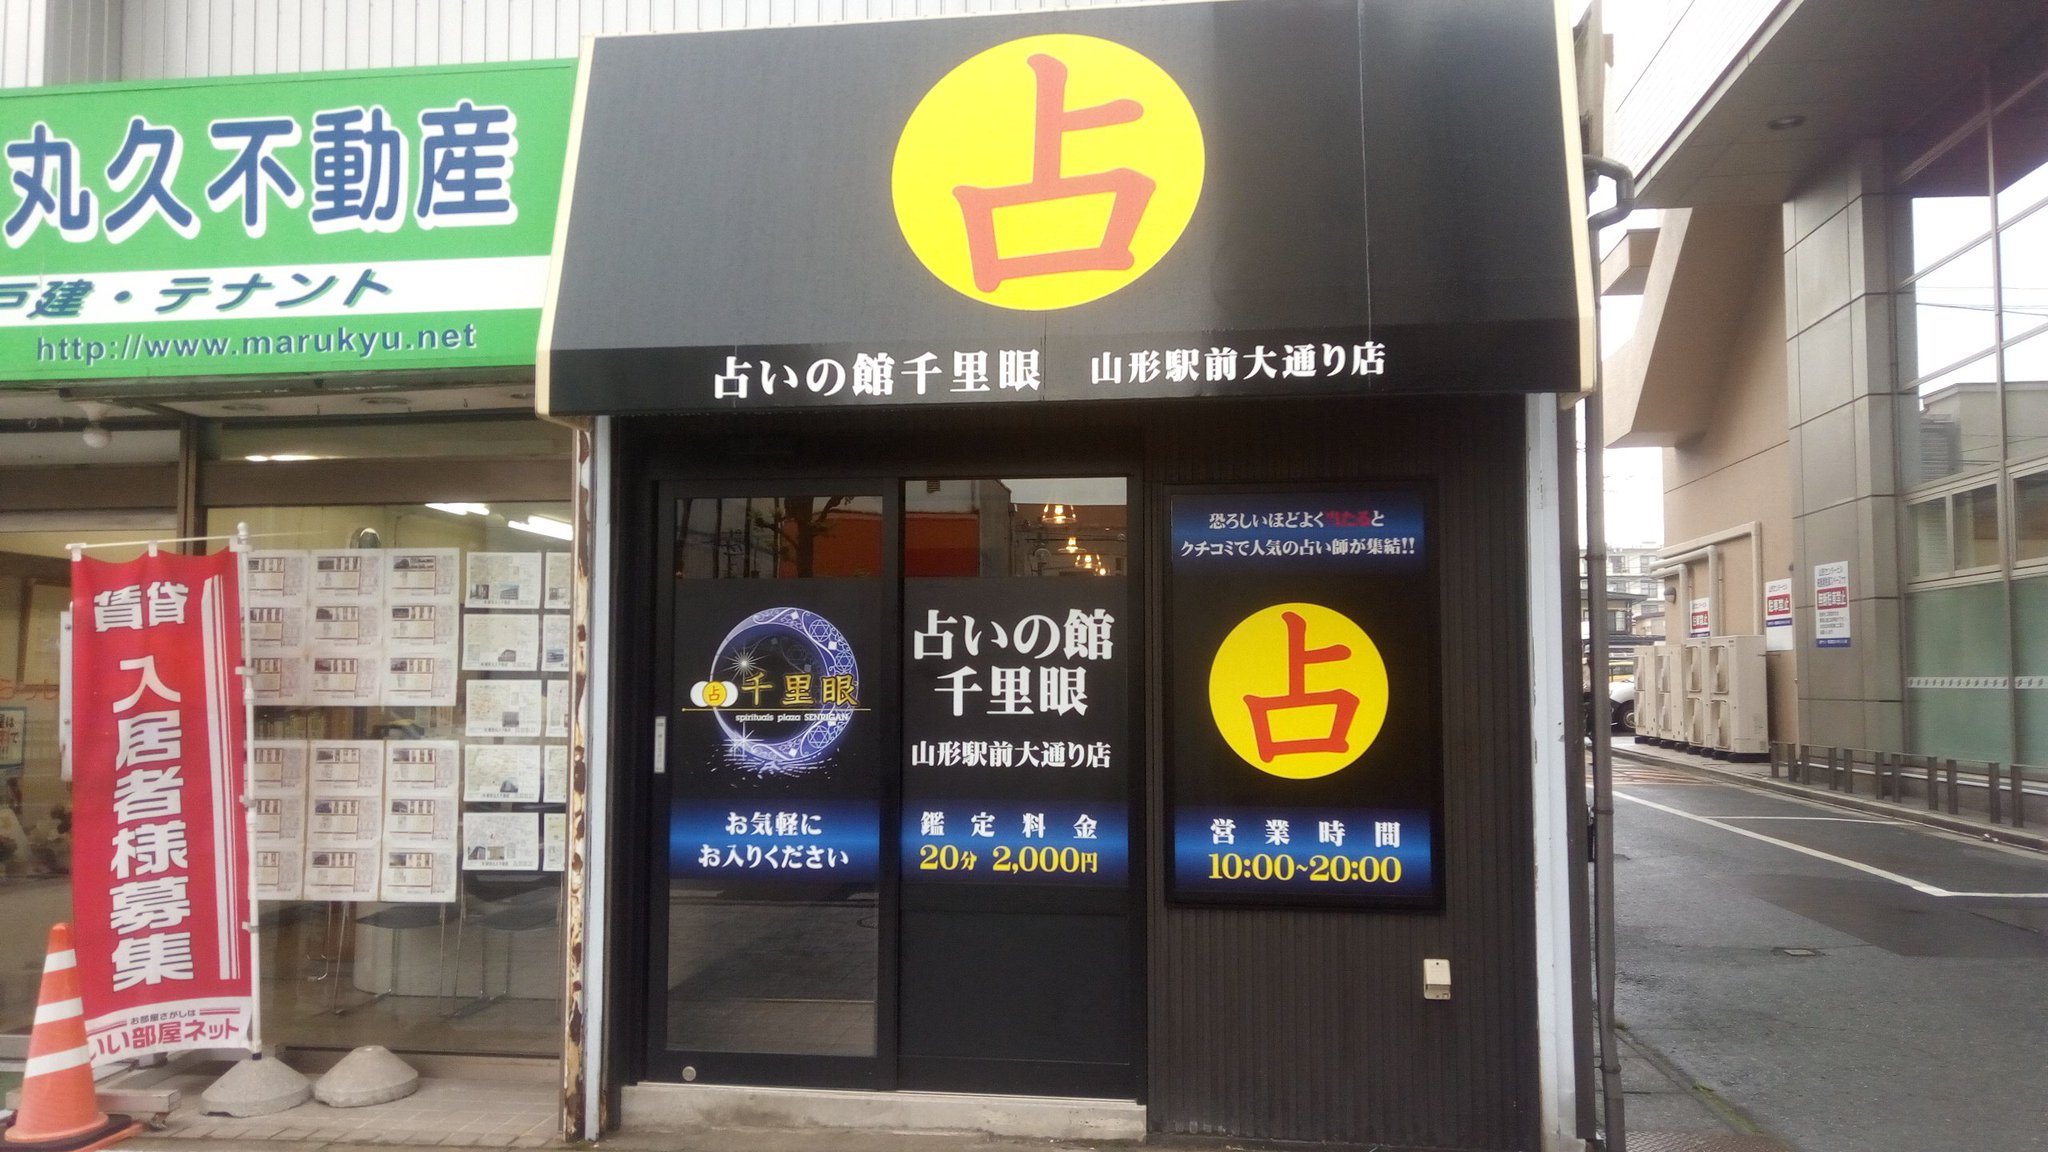 丸久不動産
戸建・テナント
http://www.marukyu.net
賃貸
入居者様募集
お部屋さがしは
いい部屋ネット
占
占いの館千里眼 山形駅前大通り店
占 千里眼
spirituals plaza SENRIGAN
お気軽に
お入りください
占いの館
千里眼
山形駅前大通り店
鑑定料金
20分 2,000円
恐ろしいほどよく当たると
クチコミで人気の占い師が集結!!
占
営業時間
10:00~20:00
駐車禁止